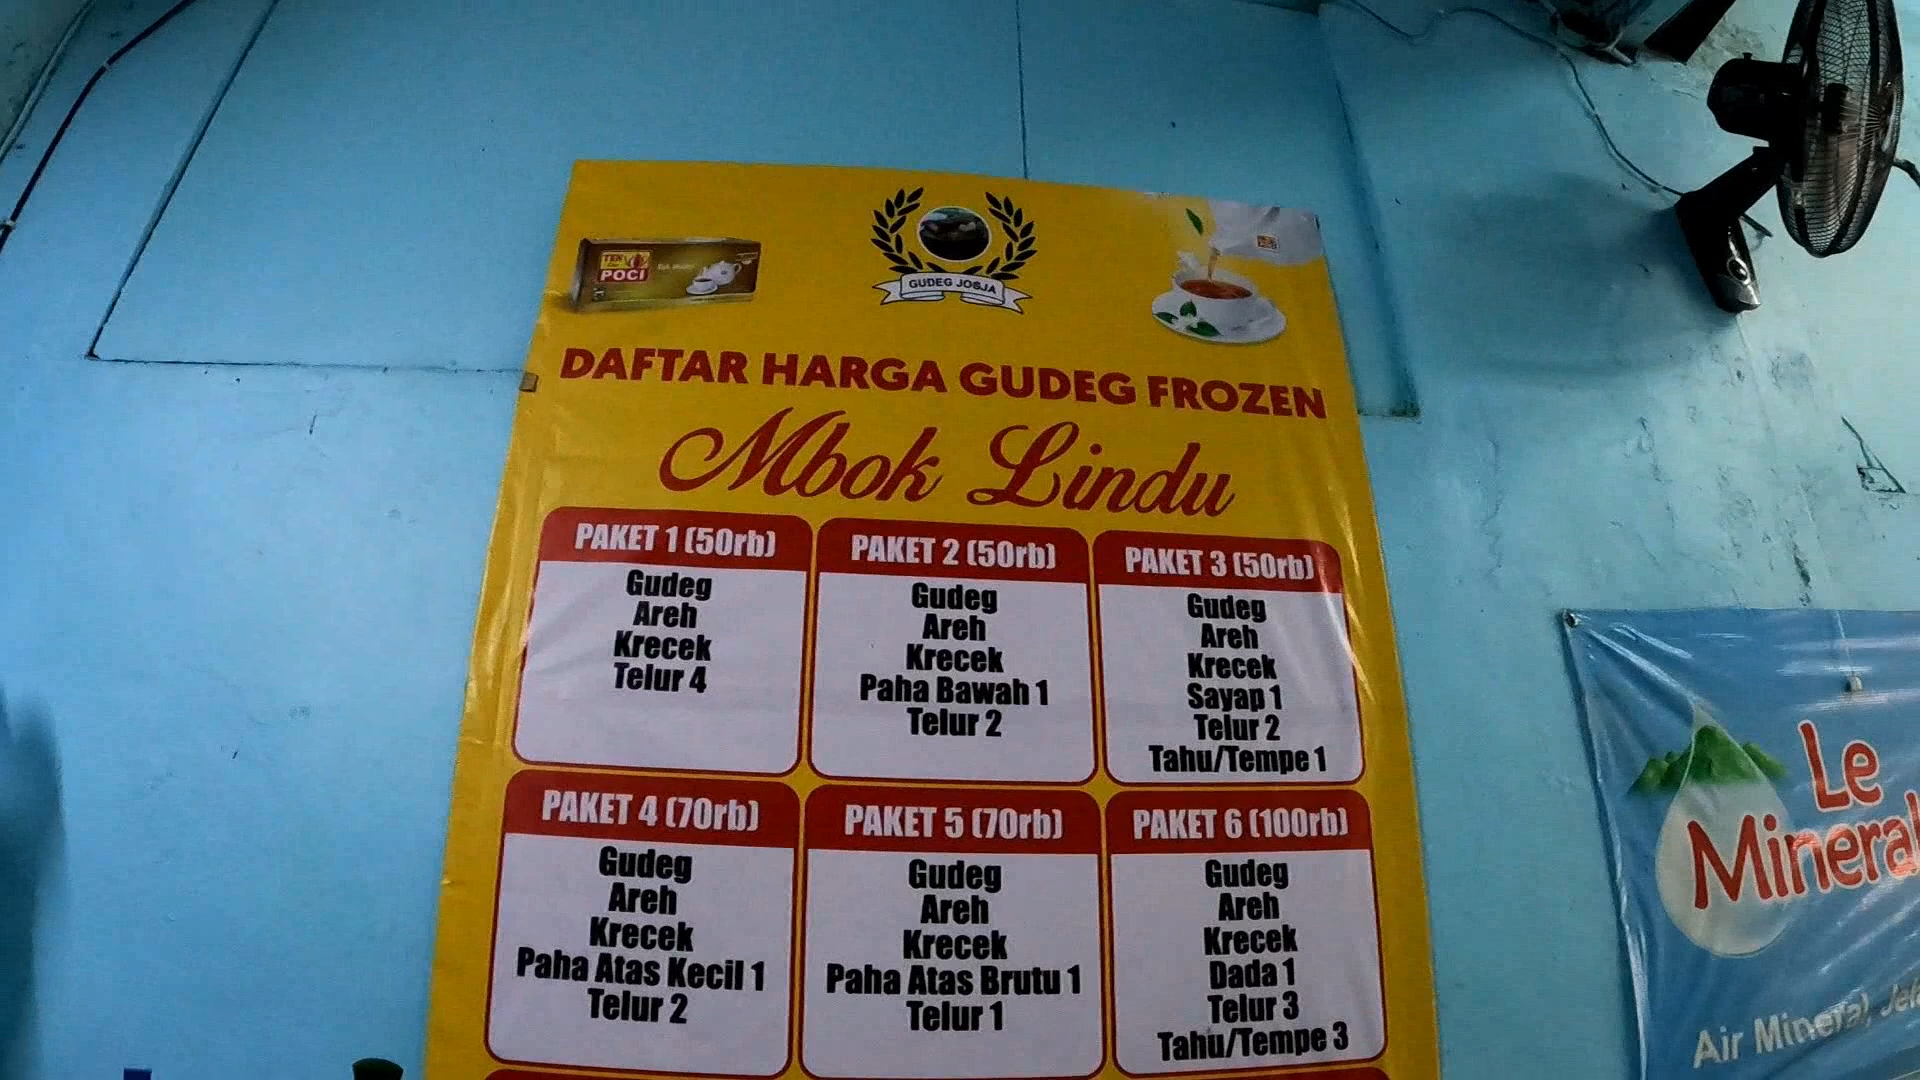 TEH
POCI
GUDEG JOGJA
DAFTAR HARGA GUDEG FROZEN
Mbok Lindu
PAKET 1 (50rb)
Gudeg
Areh
Krecek
Telur 4
PAKET 2 (50rb)
Gudeg
Areh
Krecek
Paha Bawah 1
Telur 2
PAKET 3 (50rb)
Gudeg
Areh
Krecek
Sayap 1
Telur 2
Tahu/Tempe 1
PAKET 4 (70rb)
Gudeg
Areh
Krecek
Paha Atas Kecil 1
Telur 2
PAKET 5 (70rb)
Gudeg
Areh
Krecek
Paha Atas Brutu 1
Telur 1
PAKET 6 (100rb)
Gudeg
Areh
Krecek
Dada 1
Telur 3
Tahu/Tempe 3
Le
Mineral
Air Mineral,